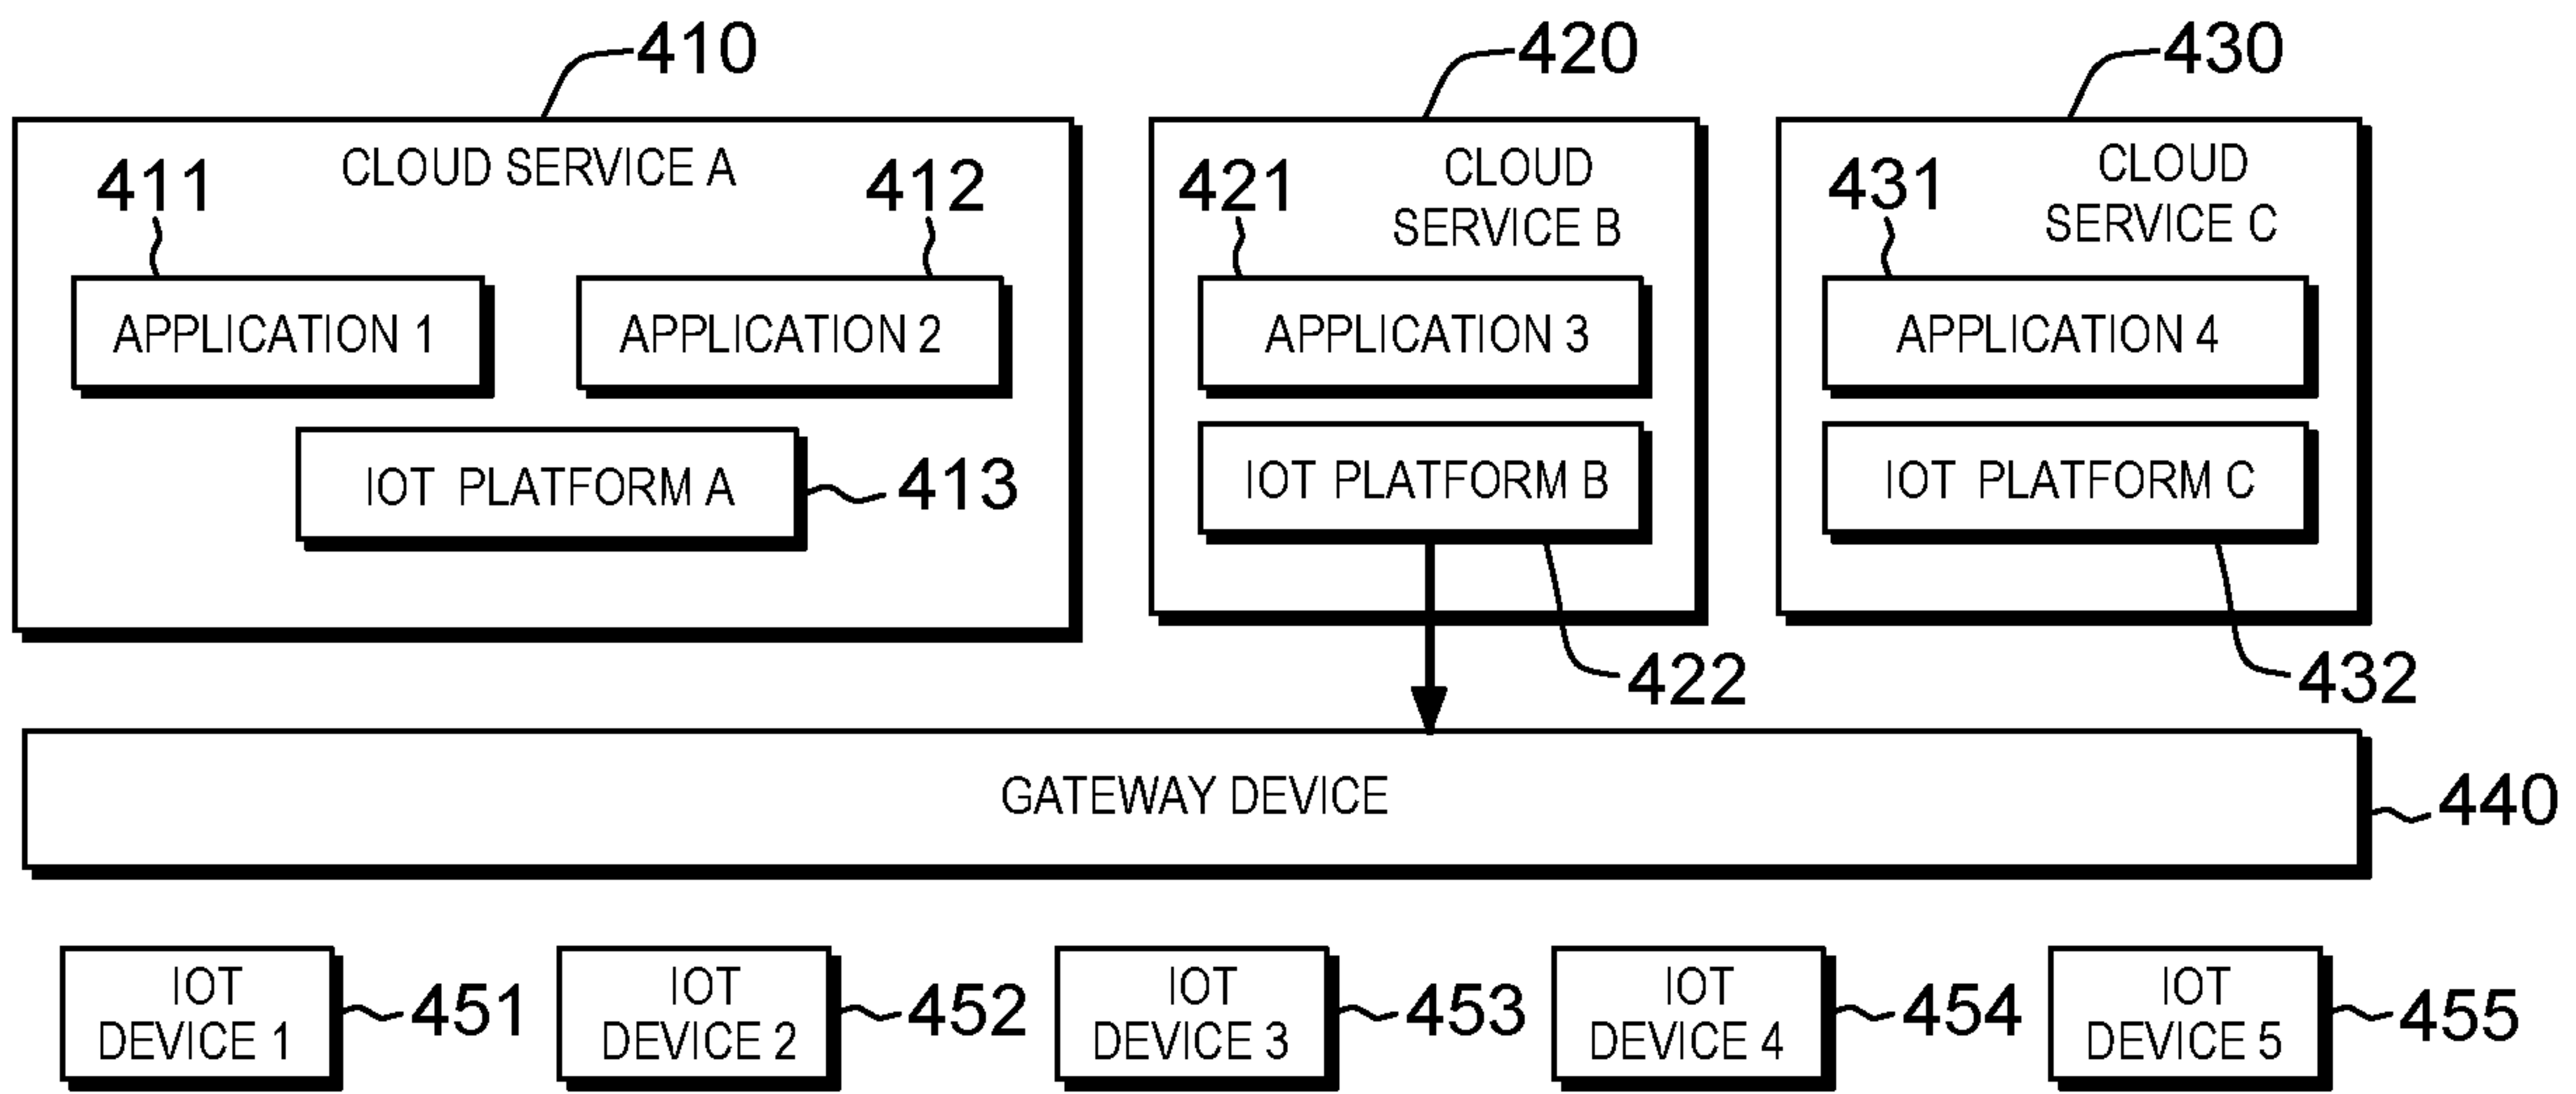 410
420
430
CLOUD SERVICE A
411
412
APPLICATION 1
APPLICATION 2
IOT PLATFORM A
413
CLOUD
SERVICE B
421
APPLICATION 3
IOT PLATFORM B
422
CLOUD
SERVICE C
431
APPLICATION 4
IOT PLATFORM C
432
GATEWAY DEVICE
440
IOT
DEVICE 1
451
IOT
DEVICE 2
452
IOT
DEVICE 3
453
IOT
DEVICE 4
454
IOT
DEVICE 5
455